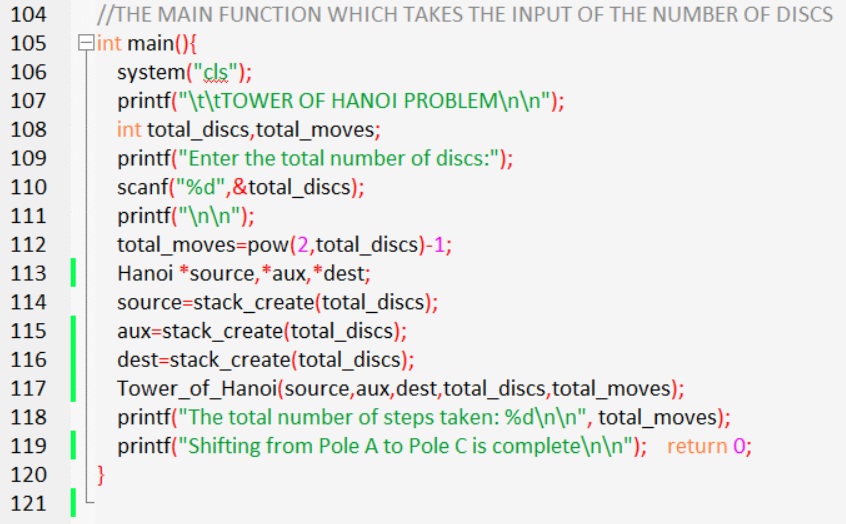 104 //THE MAIN FUNCTION WHICH TAKES THE INPUT OF THE NUMBER OF DISCS
105 int main(){
106 system("cls");
107 printf("\t\tTOWER OF HANOI PROBLEM\n\n");
108 int total_discs,total_moves;
109 printf("Enter the total number of discs:");
110 scanf("%d",&total_discs);
111 printf("\n\n");
112 total_moves=pow(2,total_discs)-1;
113 Hanoi *source,*aux,*dest;
114 source=stack_create(total_discs);
115 aux=stack_create(total_discs);
116 dest=stack_create(total_discs);
117 Tower_of_Hanoi(source,aux,dest,total_discs,total_moves);
118 printf("The total number of steps taken: %d\n\n", total_moves);
119 printf("Shifting from Pole A to Pole C is complete\n\n"); return 0;
120 }
121